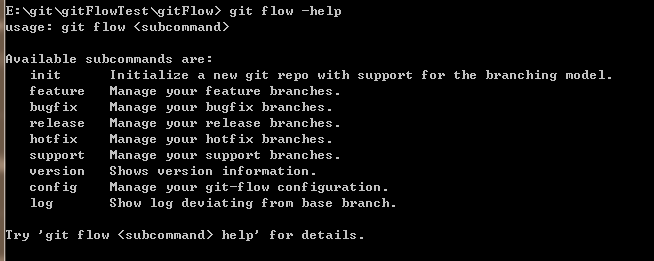 E:\git\gitFlowTest\gitFlow> git flow -help
usage: git flow <subcommand>

Available subcommands are:
   init      Initialize a new git repo with support for the branching model.
   feature   Manage your feature branches.
   bugfix    Manage your bugfix branches.
   release   Manage your release branches.
   hotfix    Manage your hotfix branches.
   support   Manage your support branches.
   version   Shows version information.
   config    Manage your git-flow configuration.
   log       Show log deviating from base branch.

Try 'git flow <subcommand> help' for details.